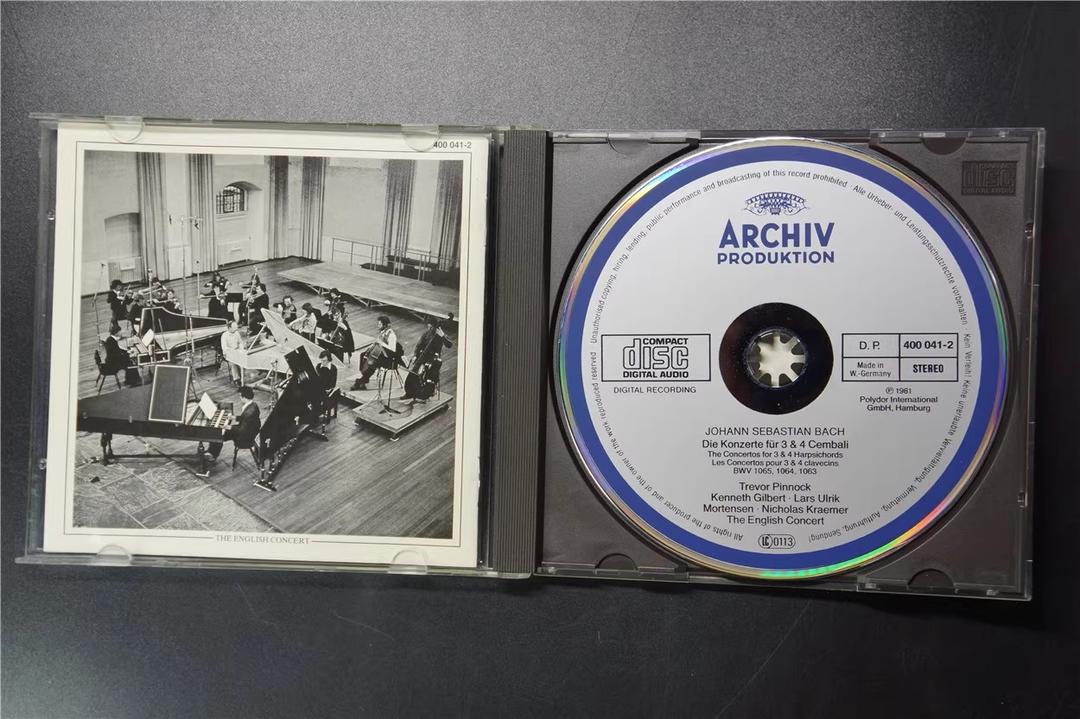 400 041-2
THE ENGLISH CONCERT
COMPACT
disc
DIGITAL AUDIO
ARCHIV
PRODUKTION
COMPACT
disc
DIGITAL AUDIO
DIGITAL RECORDING
D. P.
400 041-2
Made in
W.-Germany
STEREO
℗ 1981
Polydor International
GmbH, Hamburg
JOHANN SEBASTIAN BACH
Die Konzerte für 3 & 4 Cembali
The Concertos for 3 & 4 Harpsichords
Les Concertos pour 3 & 4 clavecins
BWV 1065, 1064, 1063
Trevor Pinnock
Kenneth Gilbert · Lars Ulrik
Mortensen · Nicholas Kraemer
The English Concert
LC 0113
All rights of the producer and of the owner of the work reproduced reserved · Unauthorised copying, hiring, lending, public performance and broadcasting of this record prohibited · Alle Urheber- und Leistungsschutzrechte vorbehalten · Kein Verleih! Keine unerlaubte Vervielfältigung, Vermietung, Aufführung, Sendung!